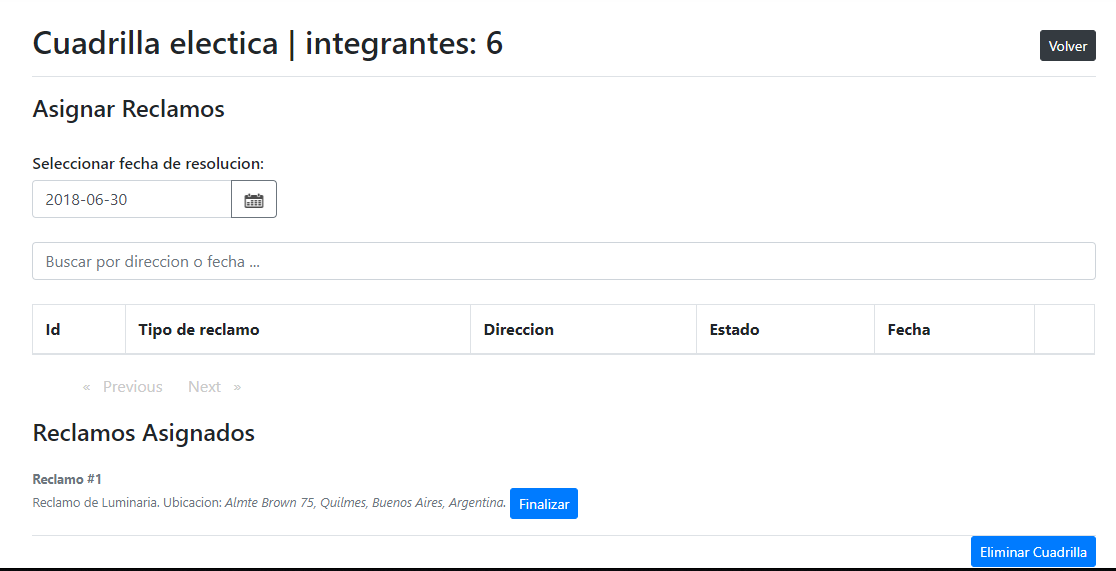 Cuadrilla electica | integrantes: 6
Volver
Asignar Reclamos
Seleccionar fecha de resolucion:
2018-06-30
Buscar por direccion o fecha ...
Id Tipo de reclamo Direccion Estado Fecha
« Previous Next »
Reclamos Asignados
Reclamo #1
Reclamo de Luminaria. Ubicacion: Almte Brown 75, Quilmes, Buenos Aires, Argentina. Finalizar
Eliminar Cuadrilla